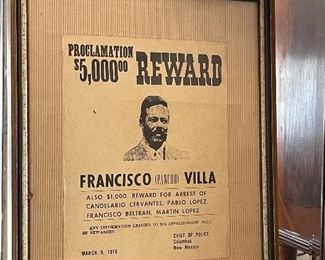 PROCLAMATION
$5,000.00 REWARD
FRANCISCO (PANCHO) VILLA
ALSO $1,000. REWARD FOR ARREST OF
CANDELARIO CERVANTES, PABLO LOPEZ,
FRANCISCO BELTRAN, MARTIN LOPEZ
ANY INFORMATION LEADING TO HIS APPREHENSION WILL
BE REWARDED.
CHIEF OF POLICE
Columbus
New Mexico
MARCH 9, 1916